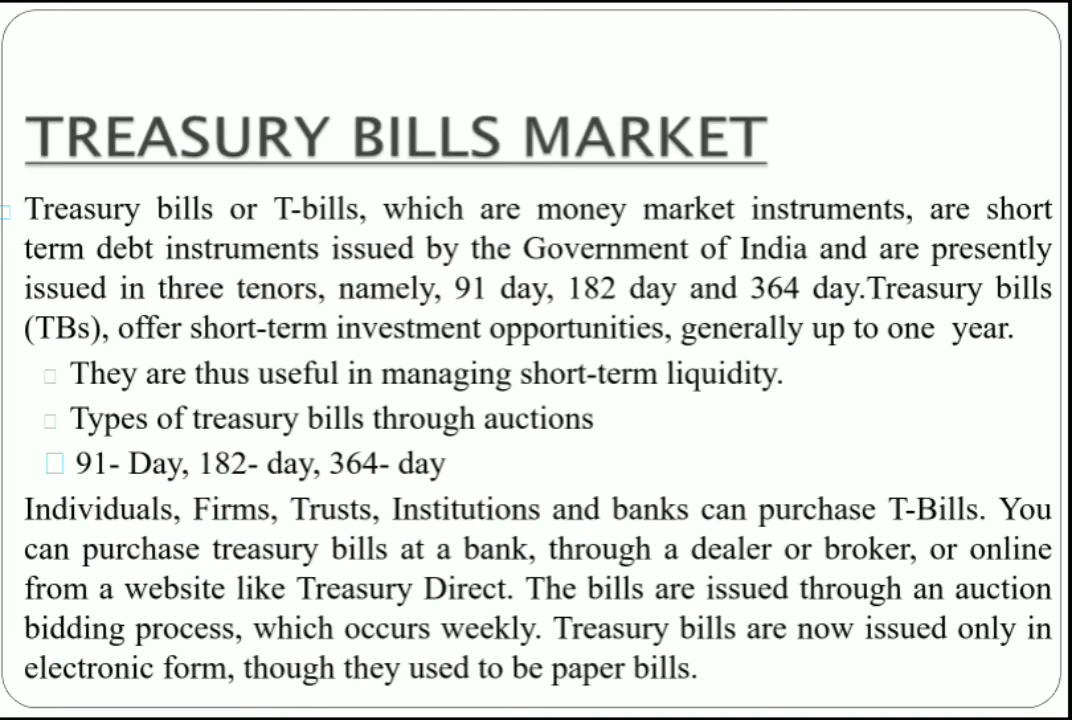 TREASURY BILLS MARKET
Treasury bills or T-bills, which are money market instruments, are short
term debt instruments issued by the Government of India and are presently
issued in three tenors, namely, 91 day, 182 day and 364 day.Treasury bills
(TBs), offer short-term investment opportunities, generally up to one year.
They are thus useful in managing short-term liquidity.
Types of treasury bills through auctions
91- Day, 182- day, 364- day
Individuals, Firms, Trusts, Institutions and banks can purchase T-Bills. You
can purchase treasury bills at a bank, through a dealer or broker, or online
from a website like Treasury Direct. The bills are issued through an auction
bidding process, which occurs weekly. Treasury bills are now issued only in
electronic form, though they used to be paper bills.